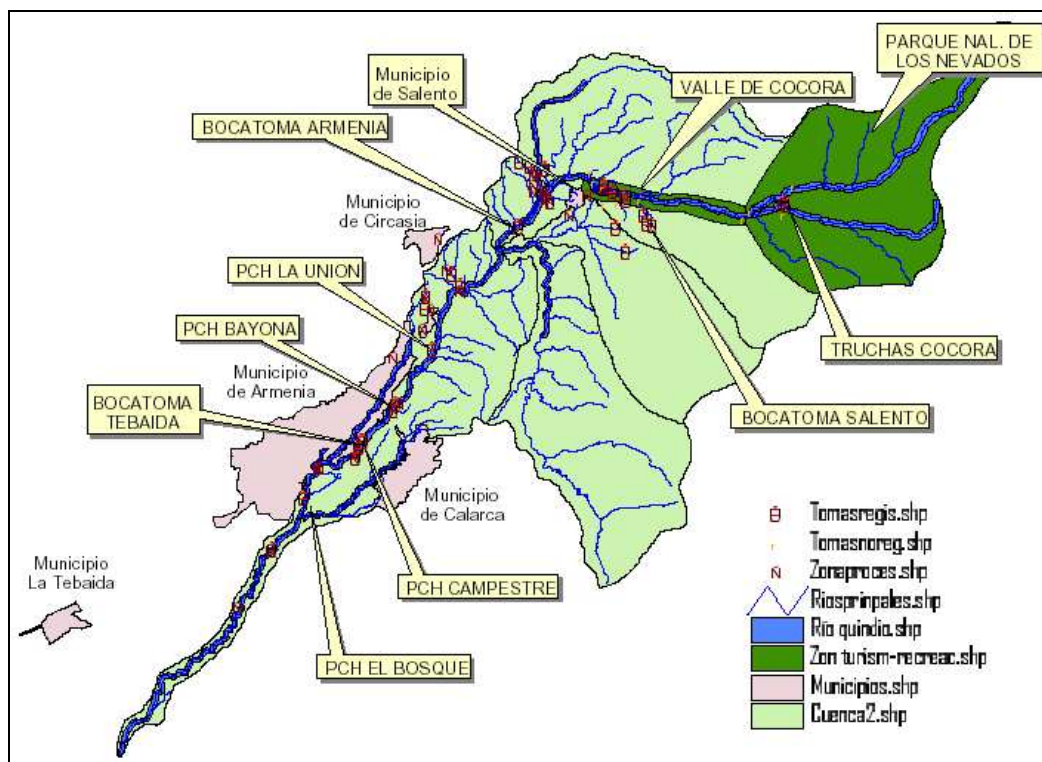 PARQUE NAL. DE
LOS NEVADOS
Municipio
de Salento
VALLE DE COCORA
BOCATOMA ARMENIA
Municipio
de Circasia
PCH LA UNION
PCH BAYONA
TRUCHAS COCORA
Municipio
de Armenia
BOCATOMA
TEBAIDA
BOCATOMA SALENTO
Municipio
de Calarca
Municipio
La Tebaida
PCH CAMPESTRE
PCH EL BOSQUE
Tomasregis.shp
Tomasnoreg.shp
Zonaproces.shp
Riosprinpales.shp
Río quindio.shp
Zon turism-recreac.shp
Municipios.shp
Cuenca2.shp